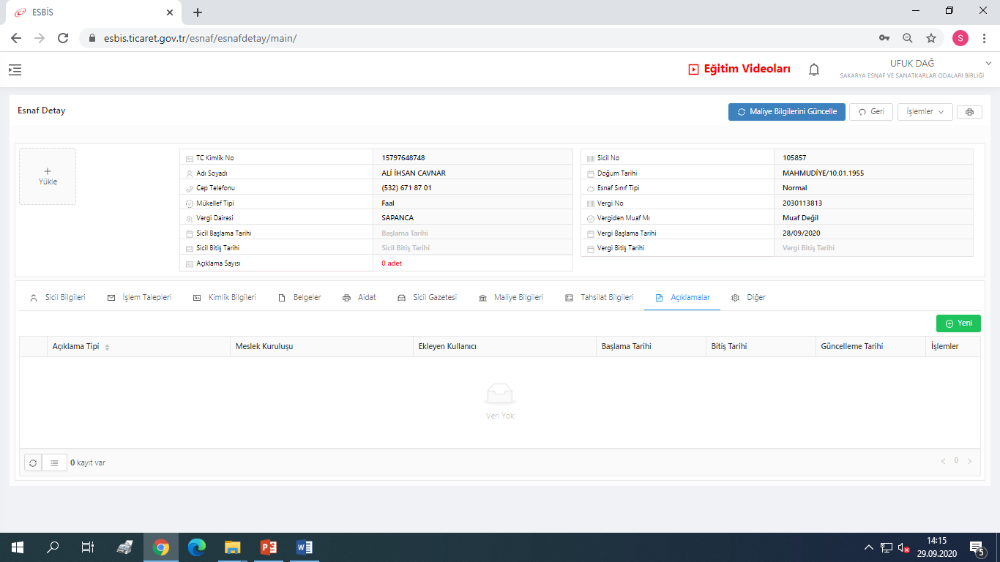 ESBİS
esbis.ticaret.gov.tr/esnaf/esnafdetay/main/
S
Eğitim Videoları
UFUK DAĞ
SAKARYA ESNAF VE SANATKARLAR ODALARI BİRLİĞİ
Esnaf Detay
Maliye Bilgilerini Güncelle
Geri
İşlemler
Yükle
TC Kimlik No 15797648748
Adı Soyadı ALİ İHSAN CAVNAR
Cep Telefonu (532) 671 87 01
Mükellef Tipi Faal
Vergi Dairesi SAPANCA
Sicil Başlama Tarihi Başlama Tarihi
Sicil Bitiş Tarihi Sicil Bitiş Tarihi
Açıklama Sayısı 0 adet
Sicil No 105857
Doğum Tarihi MAHMUDİYE/10.01.1955
Esnaf Sınıf Tipi Normal
Vergi No 2030113813
Vergiden Muaf Mı Muaf Değil
Vergi Başlama Tarihi 28/09/2020
Vergi Bitiş Tarihi Vergi Bitiş Tarihi
Sicil Bilgileri İşlem Talepleri Kimlik Bilgileri Belgeler Aidat Sicil Gazetesi Maliye Bilgileri Tahsilat Bilgileri Açıklamalar Diğer
Yeni
Açıklama Tipi Meslek Kuruluşu Ekleyen Kullanıcı Başlama Tarihi Bitiş Tarihi Güncelleme Tarihi İşlemler
Veri Yok
0 kayıt var
0
14:15
29.09.2020
5